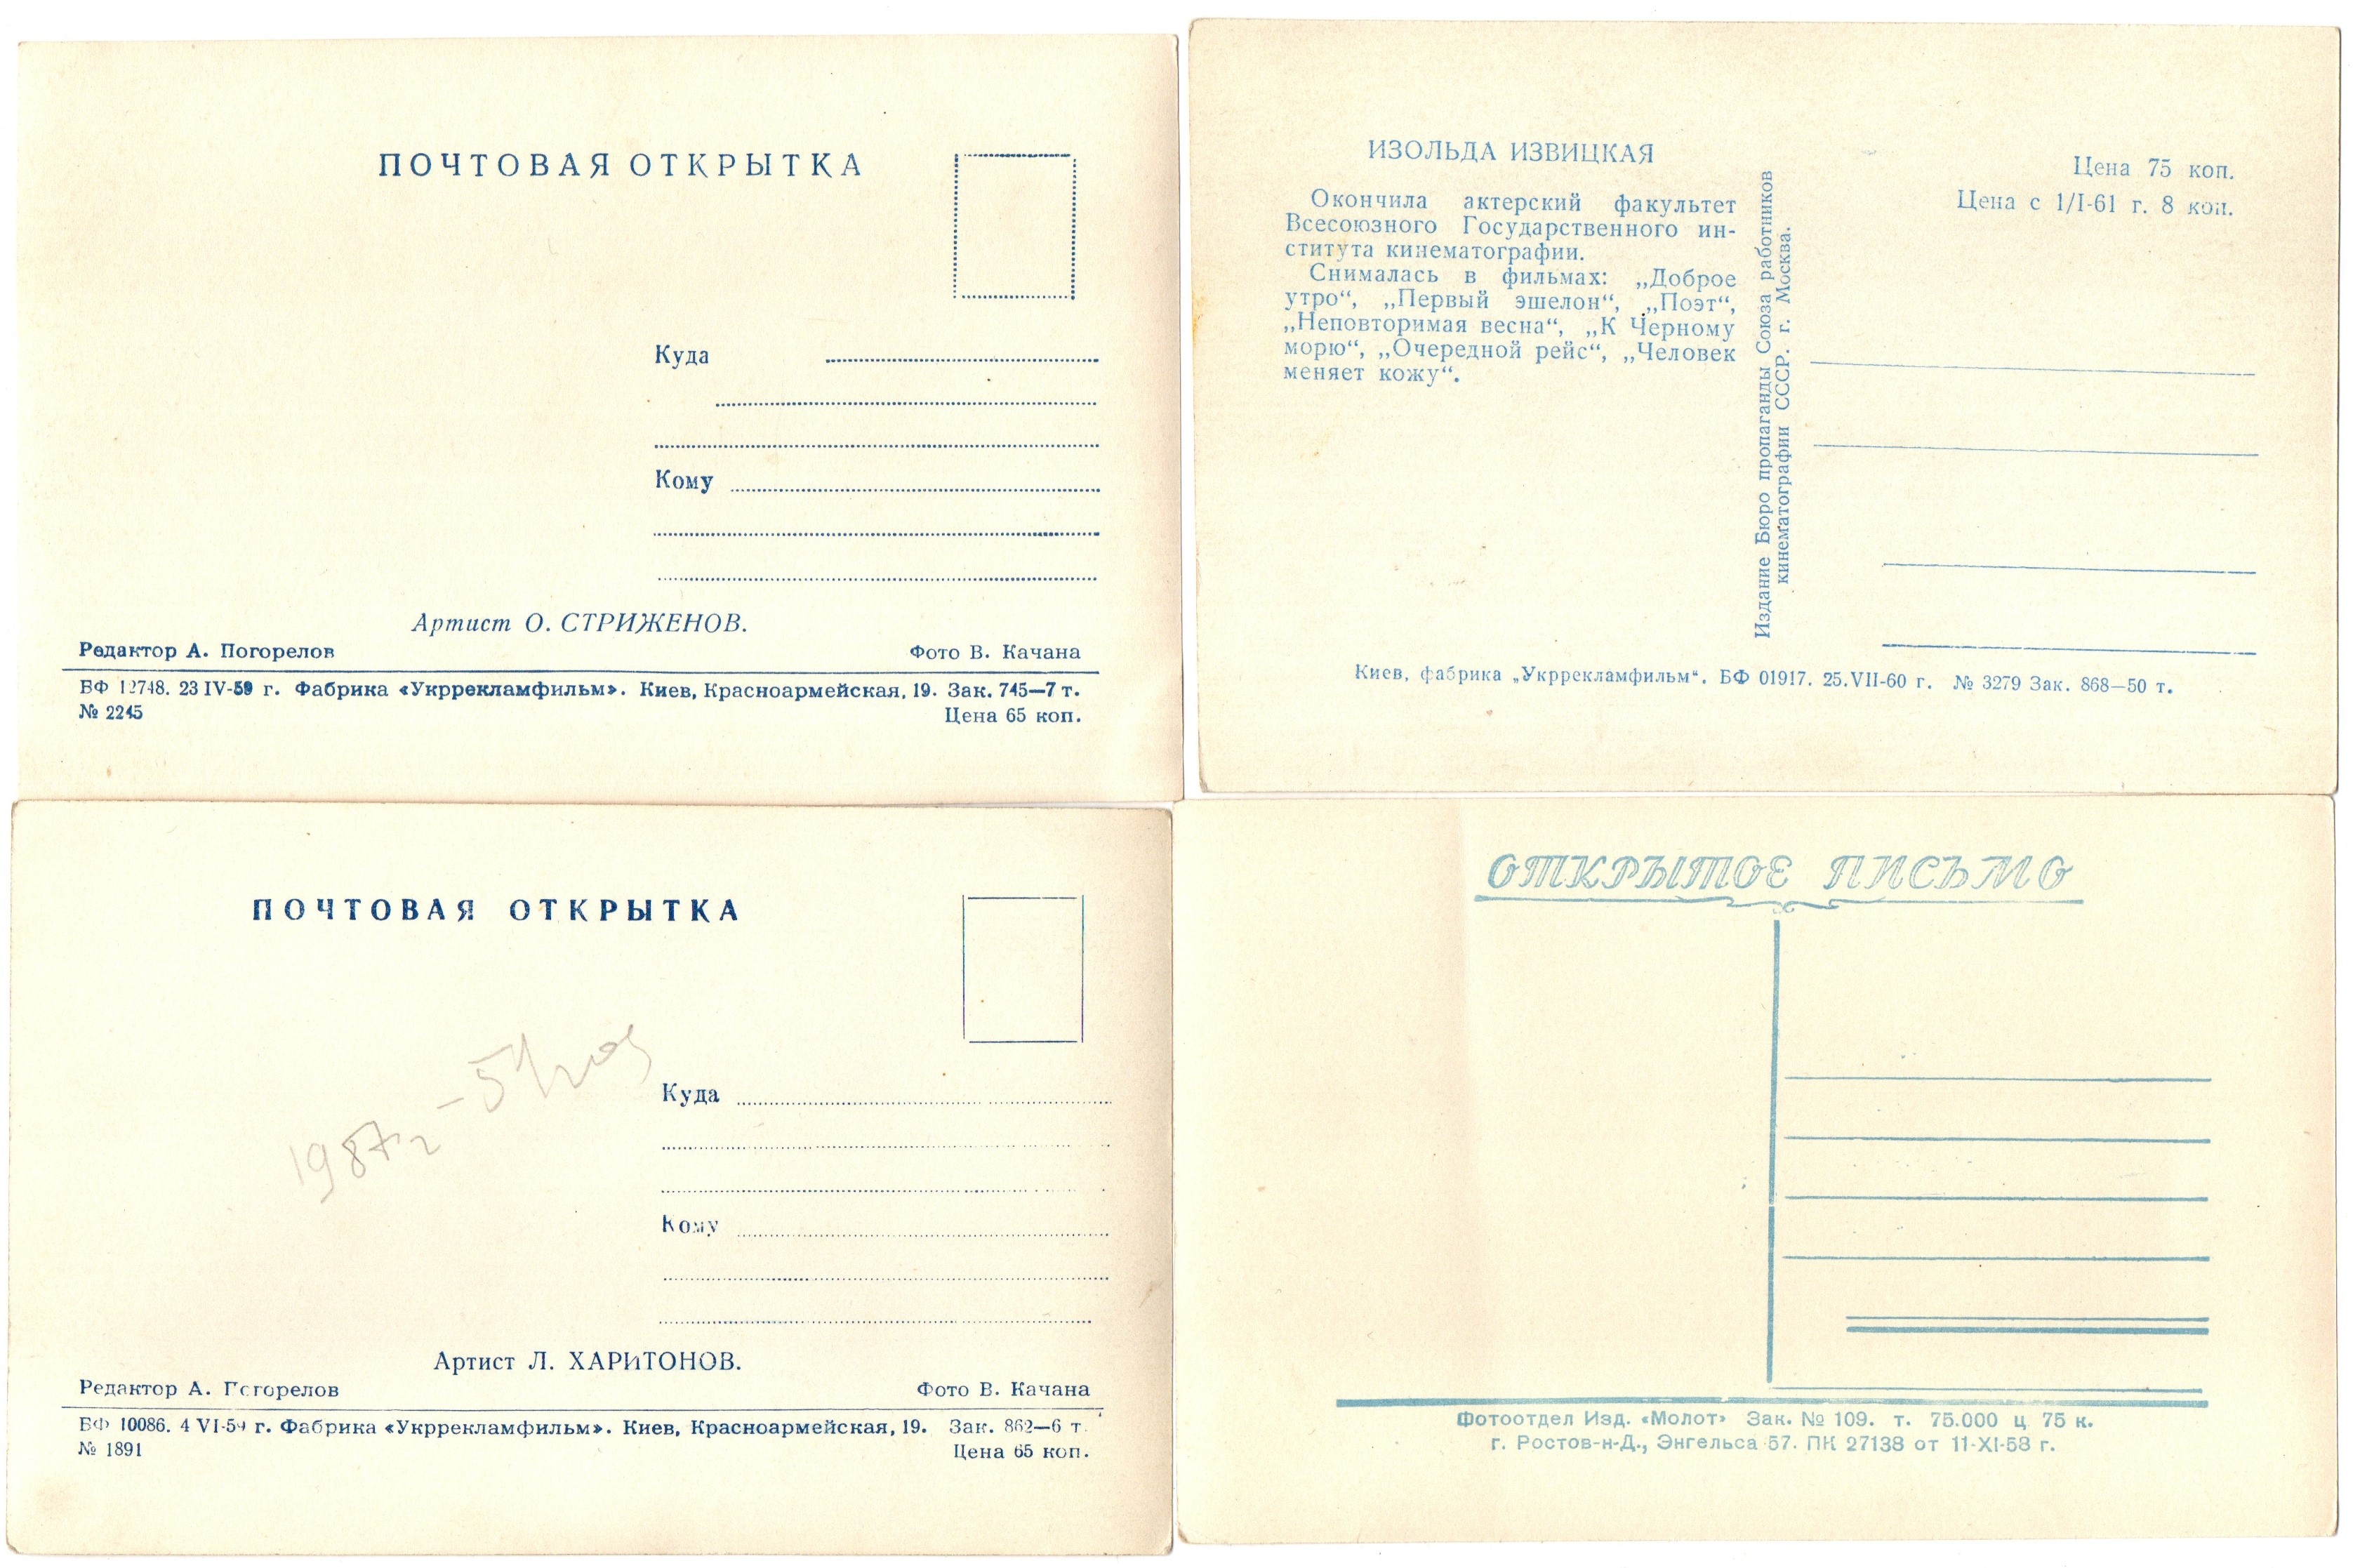 ПОЧТОВАЯ ОТКРЫТКА
Куда
Кому
Артист О. СТРИЖЕНОВ.
Редактор А. Погорелов Фото В. Качана
БФ 12748. 23 IV-59 г. Фабрика «Укррекламфильм». Киев, Красноармейская, 19. Зак. 745—7 т.
№ 2245 Цена 65 коп.
ИЗОЛЬДА ИЗВИЦКАЯ
Окончила актерский факультет
Всесоюзного Государственного ин-
ститута кинематографии.
Снималась в фильмах: „Доброе
утро“, „Первый эшелон“, „Поэт“,
„Неповторимая весна“, „К Черному
морю“, „Очередной рейс“, „Человек
меняет кожу“.
Издание Бюро пропаганды Союза работников
кинематографии СССР. г. Москва.
Цена 75 коп.
Цена с 1/I-61 г. 8 коп.
Киев, фабрика „Укррекламфильм“. БФ 01917. 25.VII-60 г. № 3279 Зак. 868—50 т.
ПОЧТОВАЯ ОТКРЫТКА
1987г
Куда
Кому
Артист Л. ХАРИТОНОВ.
Редактор А. Погорелов Фото В. Качана
БФ 10086. 4 VI-59 г. Фабрика «Укррекламфильм». Киев, Красноармейская, 19. Зак. 862—6 т.
№ 1891 Цена 65 коп.
ОТКРЫТОЕ ПИСЬМО
Фотоотдел Изд. «Молот» Зак. № 109. т. 75.000 ц. 75 к.
г. Ростов-н-Д., Энгельса 57. ПК 27138 от 11-XI-58 г.